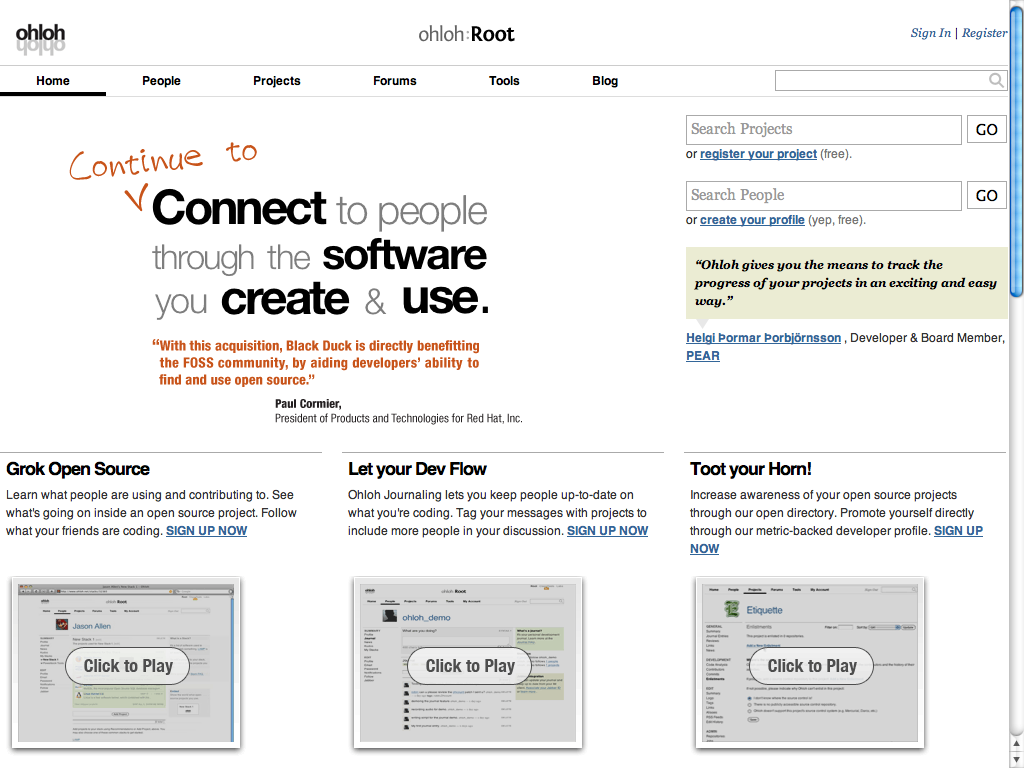 ohloh
ohloh:Root
Sign In | Register
Home People Projects Forums Tools Blog
Search Projects GO
or register your project (free).
Search People GO
or create your profile (yep, free).
“Ohloh gives you the means to track the
progress of your projects in an exciting and easy
way.”
Helgi Þormar Þorbjörnsson , Developer & Board Member,
PEAR
Continue to
Connect to people
through the software
you create & use.
“With this acquisition, Black Duck is directly benefitting
the FOSS community, by aiding developers’ ability to
find and use open source.”
Paul Cormier,
President of Products and Technologies for Red Hat, Inc.
Grok Open Source
Learn what people are using and contributing to. See
what's going on inside an open source project. Follow
what your friends are coding. SIGN UP NOW
Let your Dev Flow
Ohloh Journaling lets you keep people up-to-date on
what you're coding. Tag your messages with projects to
include more people in your discussion. SIGN UP NOW
Toot your Horn!
Increase awareness of your open source projects
through our open directory. Promote yourself directly
through our metric-backed developer profile. SIGN UP
NOW
ohloh:Root
Jason Allen
Click to Play
ohloh:Root
ohloh_demo
Click to Play
Etiquette
Click to Play